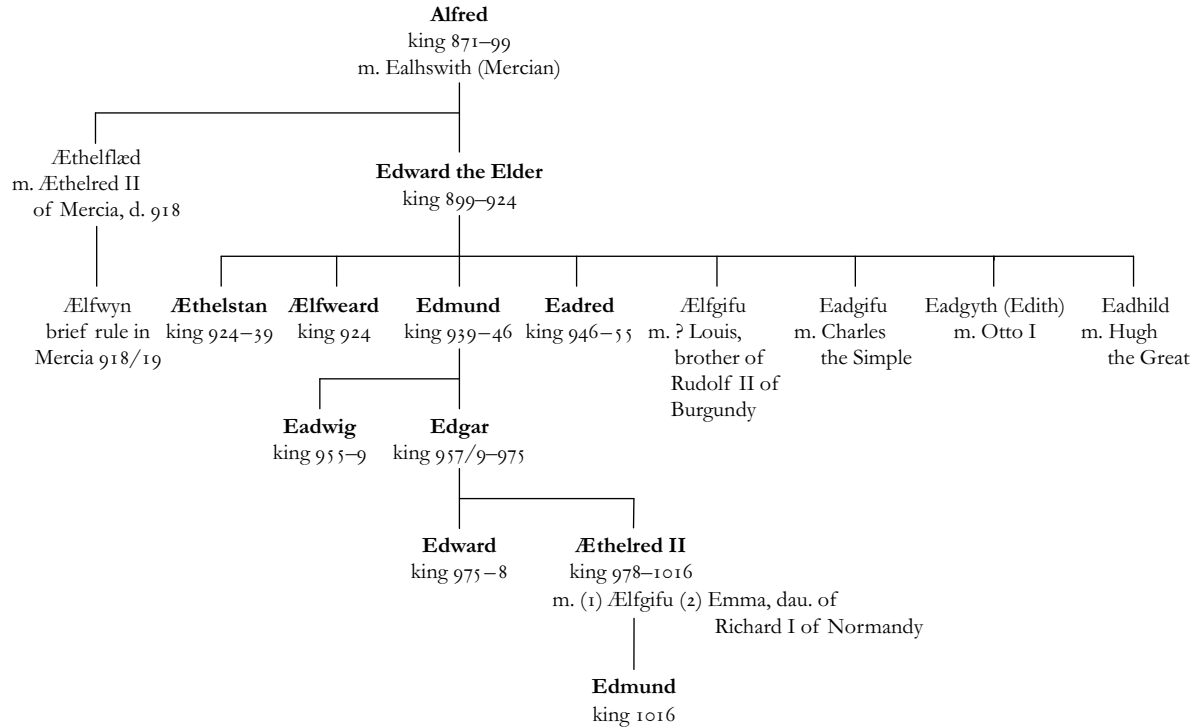 Alfred
king 871–99
m. Ealhswith (Mercian)
Æthelflæd
m. Æthelred II
of Mercia, d. 918
Edward the Elder
king 899–924
Ælfwyn
brief rule in
Mercia 918/19
Æthelstan
king 924–39
Ælfweard
king 924
Edmund
king 939–46
Eadred
king 946–55
Ælfgifu
m. ? Louis,
brother of
Rudolf II of
Burgundy
Eadgifu
m. Charles
the Simple
Eadgyth (Edith)
m. Otto I
Eadhild
m. Hugh
the Great
Eadwig
king 955–9
Edgar
king 957/9–975
Edward
king 975–8
Æthelred II
king 978–1016
m. (1) Ælfgifu (2) Emma, dau. of
Richard I of Normandy
Edmund
king 1016